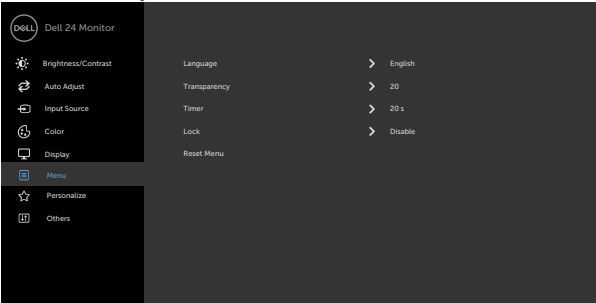 DELL
Dell 24 Monitor
Brightness/Contrast
Auto Adjust
Input Source
Color
Display
Menu
Personalize
Others
Language English
Transparency 20
Timer 20 s
Lock Disable
Reset Menu